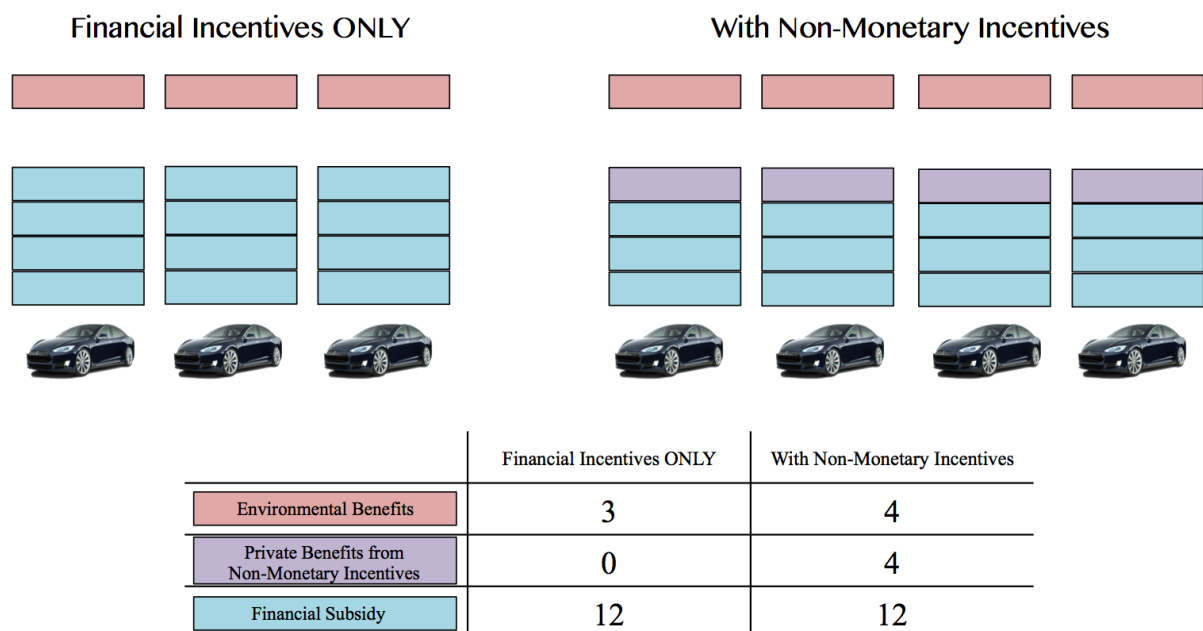 Financial Incentives ONLY
With Non-Monetary Incentives
Financial Incentives ONLY
With Non-Monetary Incentives
Environmental Benefits
3
4
Private Benefits from
Non-Monetary Incentives
0
4
Financial Subsidy
12
12